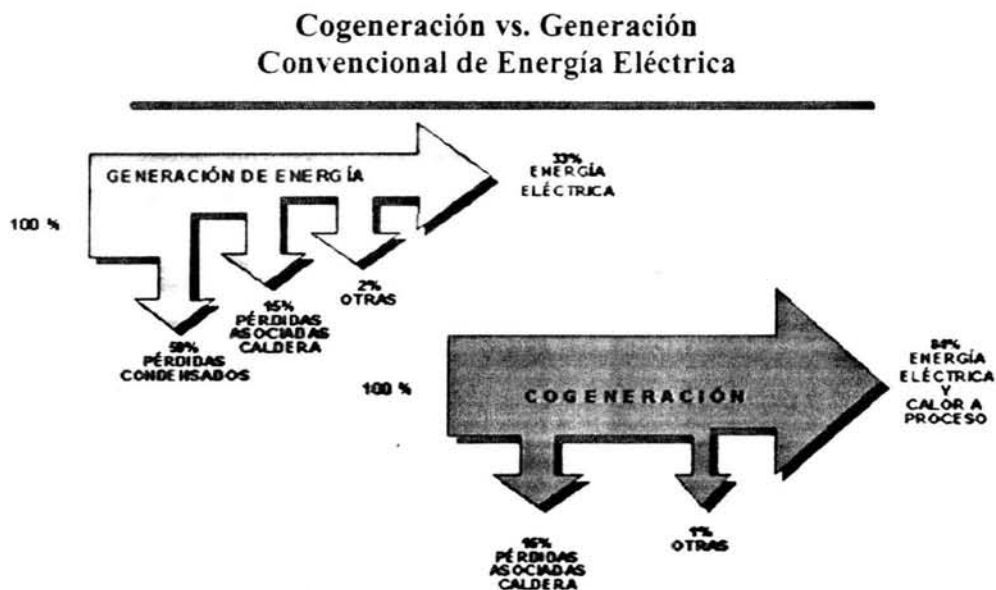 Cogeneración vs. Generación
Convencional de Energía Eléctrica
33%
ENERGÍA
ELÉCTRICA
GENERACIÓN DE ENERGÍA
100 %
50%
PÉRDIDAS
CONDENSADOS
15%
PÉRDIDAS
ASOCIADAS
CALDERA
2%
OTRAS
100 %
COGENERACIÓN
84%
ENERGÍA
ELÉCTRICA
Y
CALOR A
PROCESO
15%
PÉRDIDAS
ASOCIADAS
CALDERA
1%
OTRAS